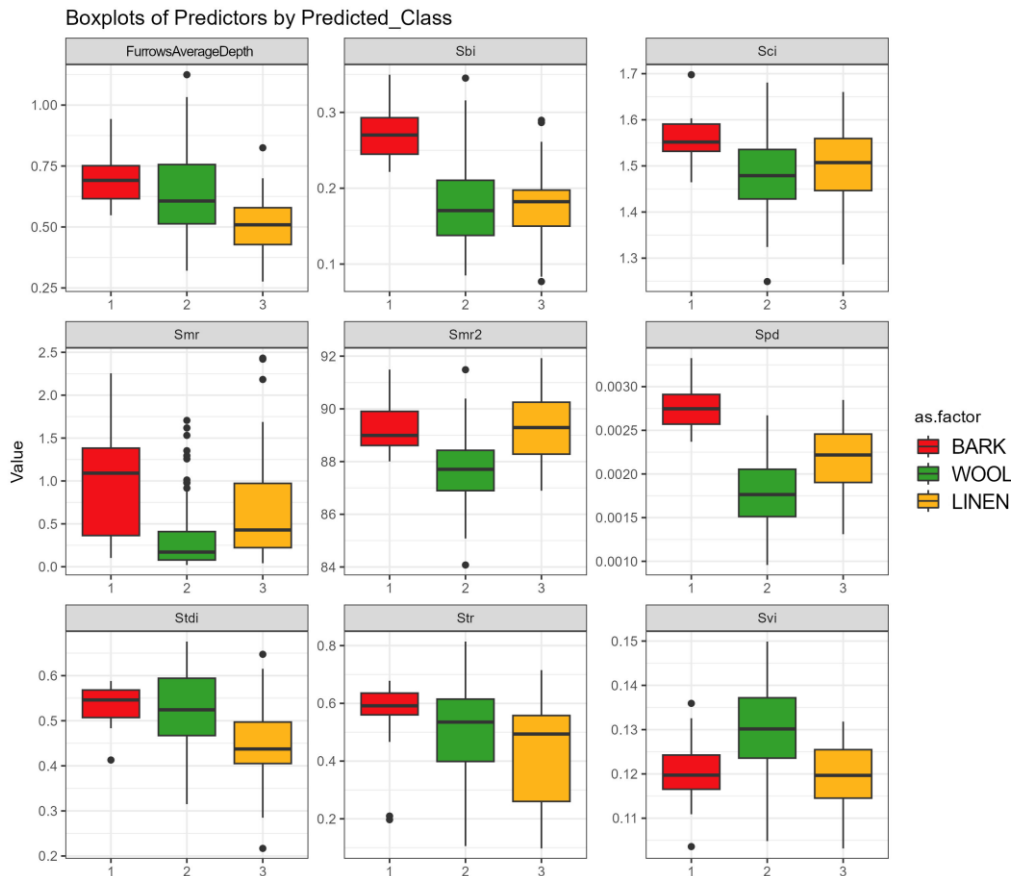 Boxplots of Predictors by Predicted_Class
FurrowsAverageDepth
Sbi
Sci
1.00
0.75
0.50
0.25
0.3
0.2
0.1
1.7
1.6
1.5
1.4
1.3
1 2 3
1 2 3
1 2 3
Smr
Smr2
Spd
2.5
2.0
1.5
1.0
0.5
0.0
92
90
88
86
84
0.0030
0.0025
0.0020
0.0015
0.0010
1 2 3
1 2 3
1 2 3
Value
Stdi
Str
Svi
0.6
0.5
0.4
0.3
0.2
0.8
0.6
0.4
0.2
0.15
0.14
0.13
0.12
0.11
1 2 3
1 2 3
1 2 3
as.factor
BARK
WOOL
LINEN